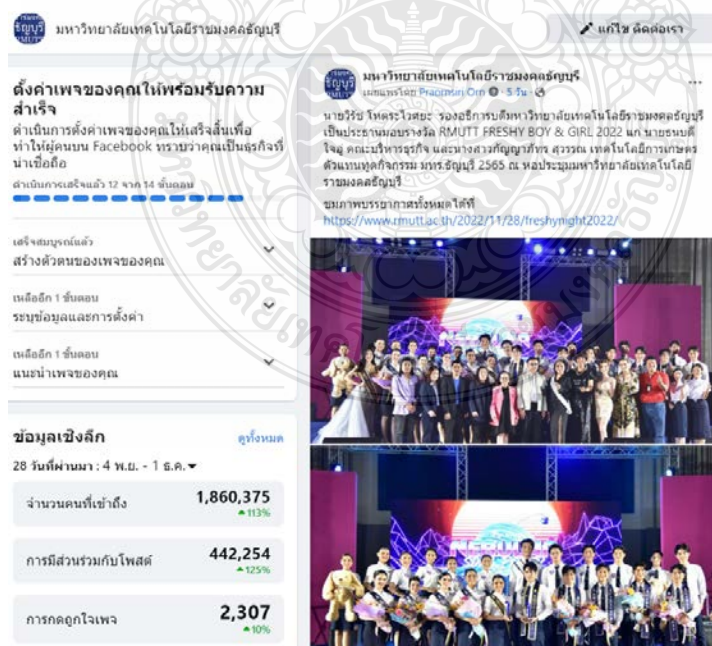 มหาวิทยาลัยเทคโนโลยีราชมงคลธัญบุรี
แก้ไข ติดต่อเรา
ตั้งค่าเพจของคุณให้พร้อมรับความ
สำเร็จ
ดำเนินการตั้งค่าเพจของคุณให้เสร็จสิ้นเพื่อ
ทำให้ผู้คนบน Facebook ทราบว่าคุณเป็นธุรกิจที่
น่าเชื่อถือ
ดำเนินการเสร็จแล้ว 12 จาก 14 ขั้นตอน
เสร็จสมบูรณ์แล้ว
สร้างตัวตนของเพจของคุณ
เหลืออีก 1 ขั้นตอน
ระบุข้อมูลและการตั้งค่า
เหลืออีก 1 ขั้นตอน
แนะนำเพจของคุณ
ข้อมูลเชิงลึก
ดูทั้งหมด
28 วันที่ผ่านมา : 4 พ.ย. - 1 ธ.ค.
จำนวนคนที่เข้าถึง 1,860,375
113%
การมีส่วนร่วมกับโพสต์ 442,254
125%
การกดถูกใจเพจ 2,307
10%
มหาวิทยาลัยเทคโนโลยีราชมงคลธัญบุรี
เผยแพร่โดย Praornsiri Orn · 5 วัน ·
นายวิรัช โหตระไวศยะ รองอธิการบดีมหาวิทยาลัยเทคโนโลยีราชมงคลธัญบุรี
เป็นประธานมอบรางวัล RMUTT FRESHY BOY & GIRL 2022 แก่ นายธนบดี
ใจอู คณะบริหารธุรกิจ และนางสาวกัญญาภัทร สุวรรณ เทคโนโลยีการเกษตร
ตัวแทนทูตกิจกรรม มทร.ธัญบุรี 2565 ณ หอประชุมมหาวิทยาลัยเทคโนโลยี
ราชมงคลธัญบุรี
ชมภาพบรรยากาศทั้งหมดได้ที่
https://www.rmutt.ac.th/2022/11/28/freshynight2022/